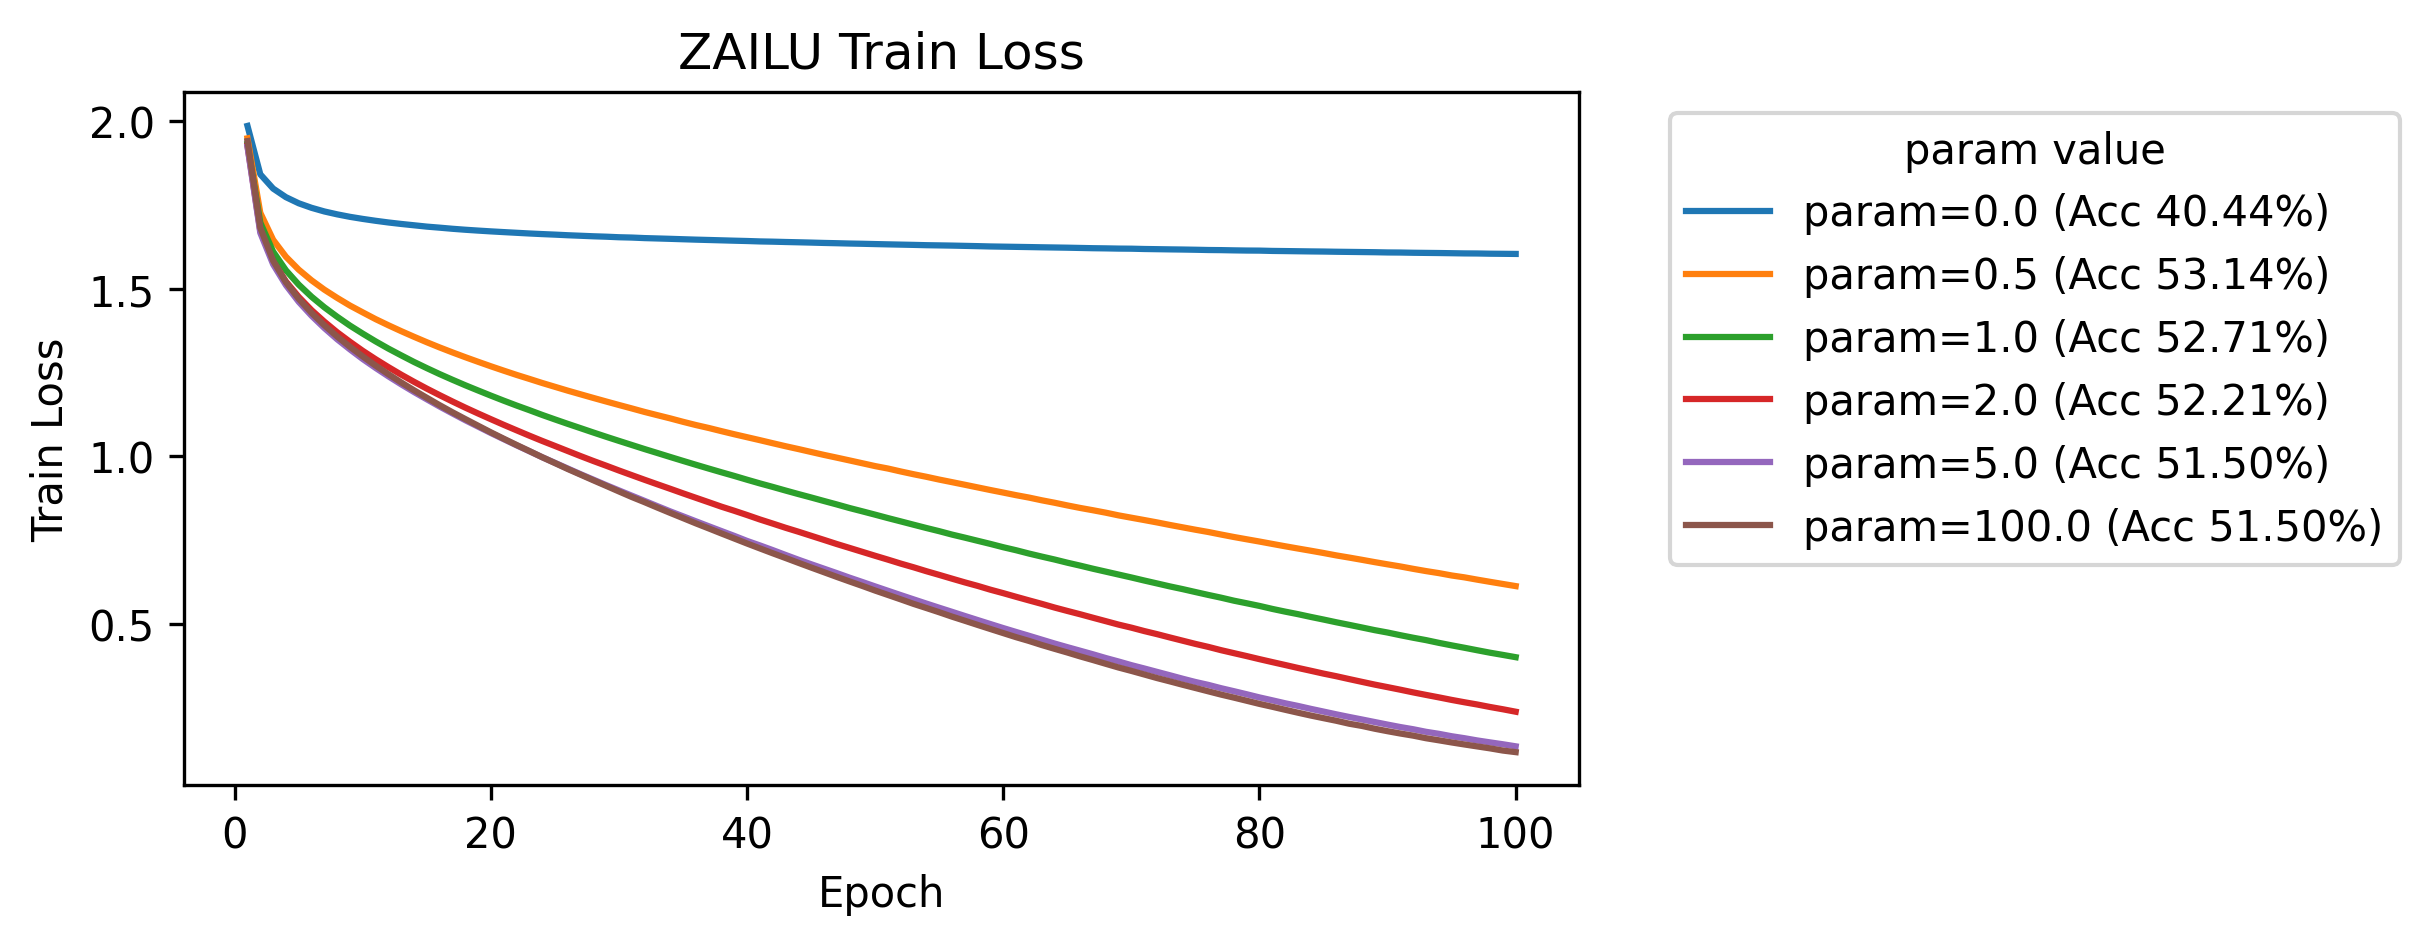 ZAILU Train Loss
Train Loss
2.0
1.5
1.0
0.5
0
20
40
60
80
100
Epoch
param value
param=0.0 (Acc 40.44%)
param=0.5 (Acc 53.14%)
param=1.0 (Acc 52.71%)
param=2.0 (Acc 52.21%)
param=5.0 (Acc 51.50%)
param=100.0 (Acc 51.50%)